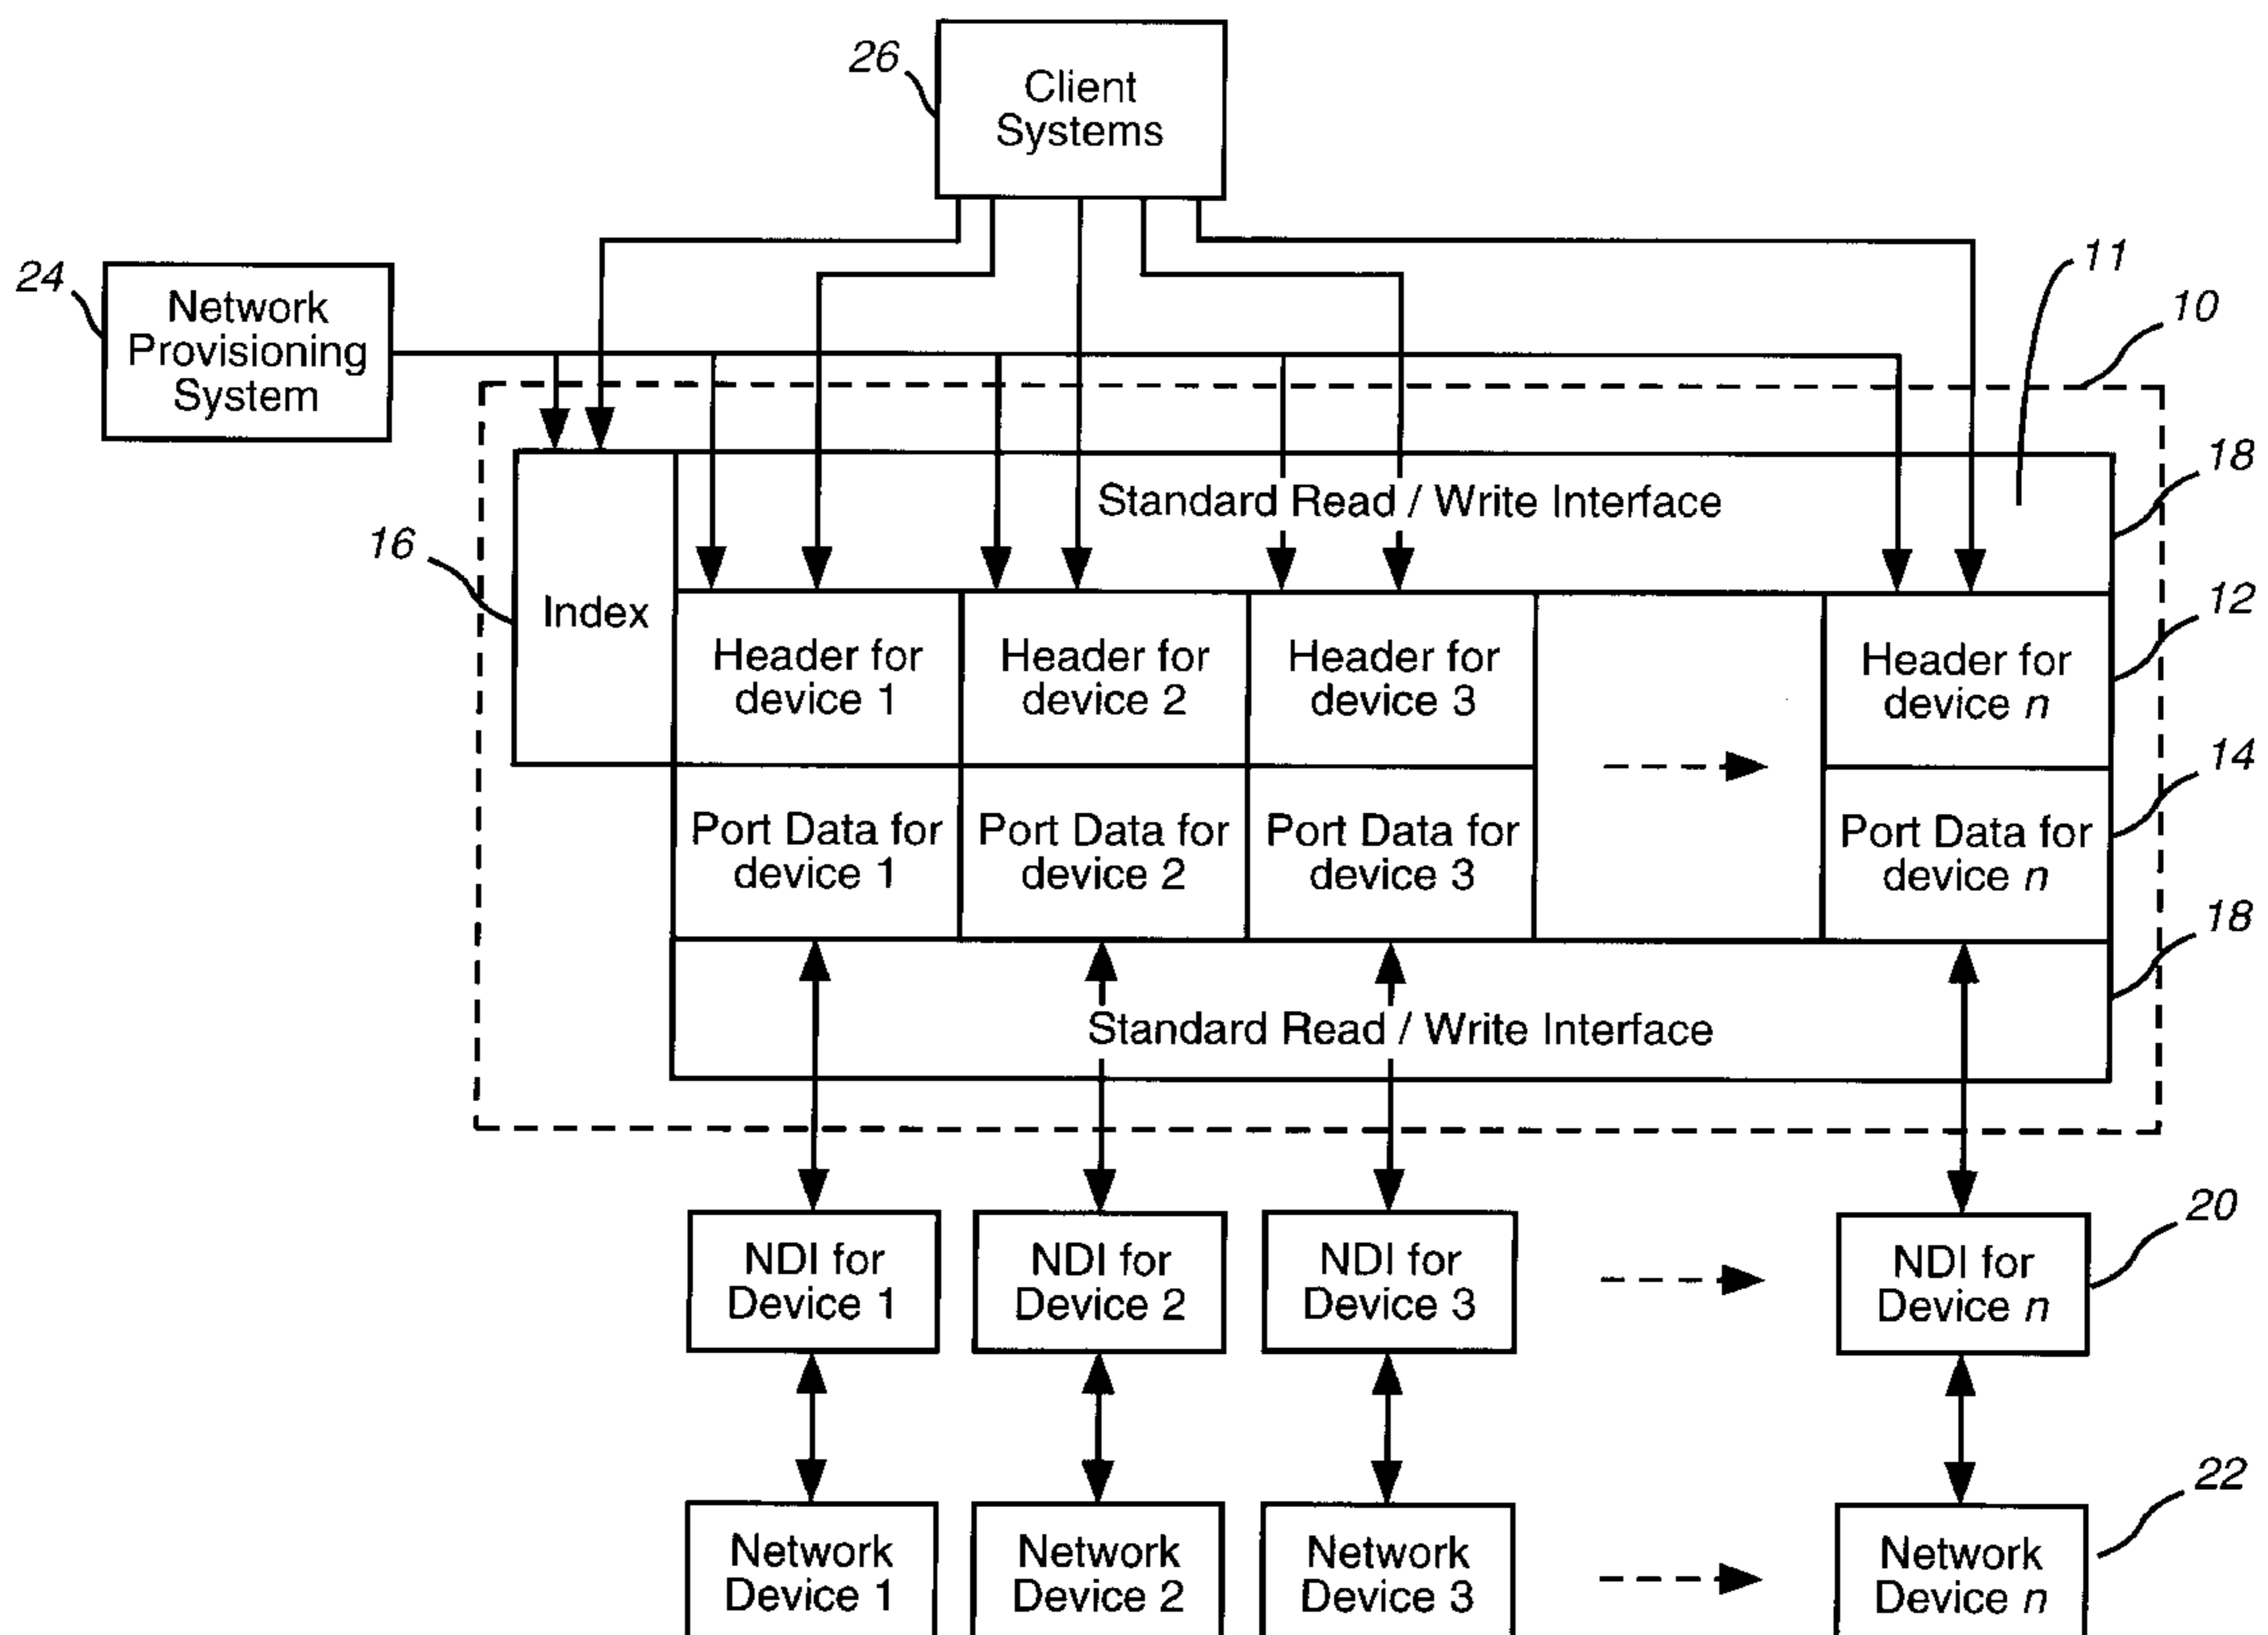 26
Client
Systems
24
Network
Provisioning
System
11
10
18
Standard Read / Write Interface
16
Index
12
Header for
device 1
Header for
device 2
Header for
device 3
Header for
device n
14
Port Data for
device 1
Port Data for
device 2
Port Data for
device 3
Port Data for
device n
18
Standard Read / Write Interface
20
NDI for
Device 1
NDI for
Device 2
NDI for
Device 3
NDI for
Device n
22
Network
Device 1
Network
Device 2
Network
Device 3
Network
Device n